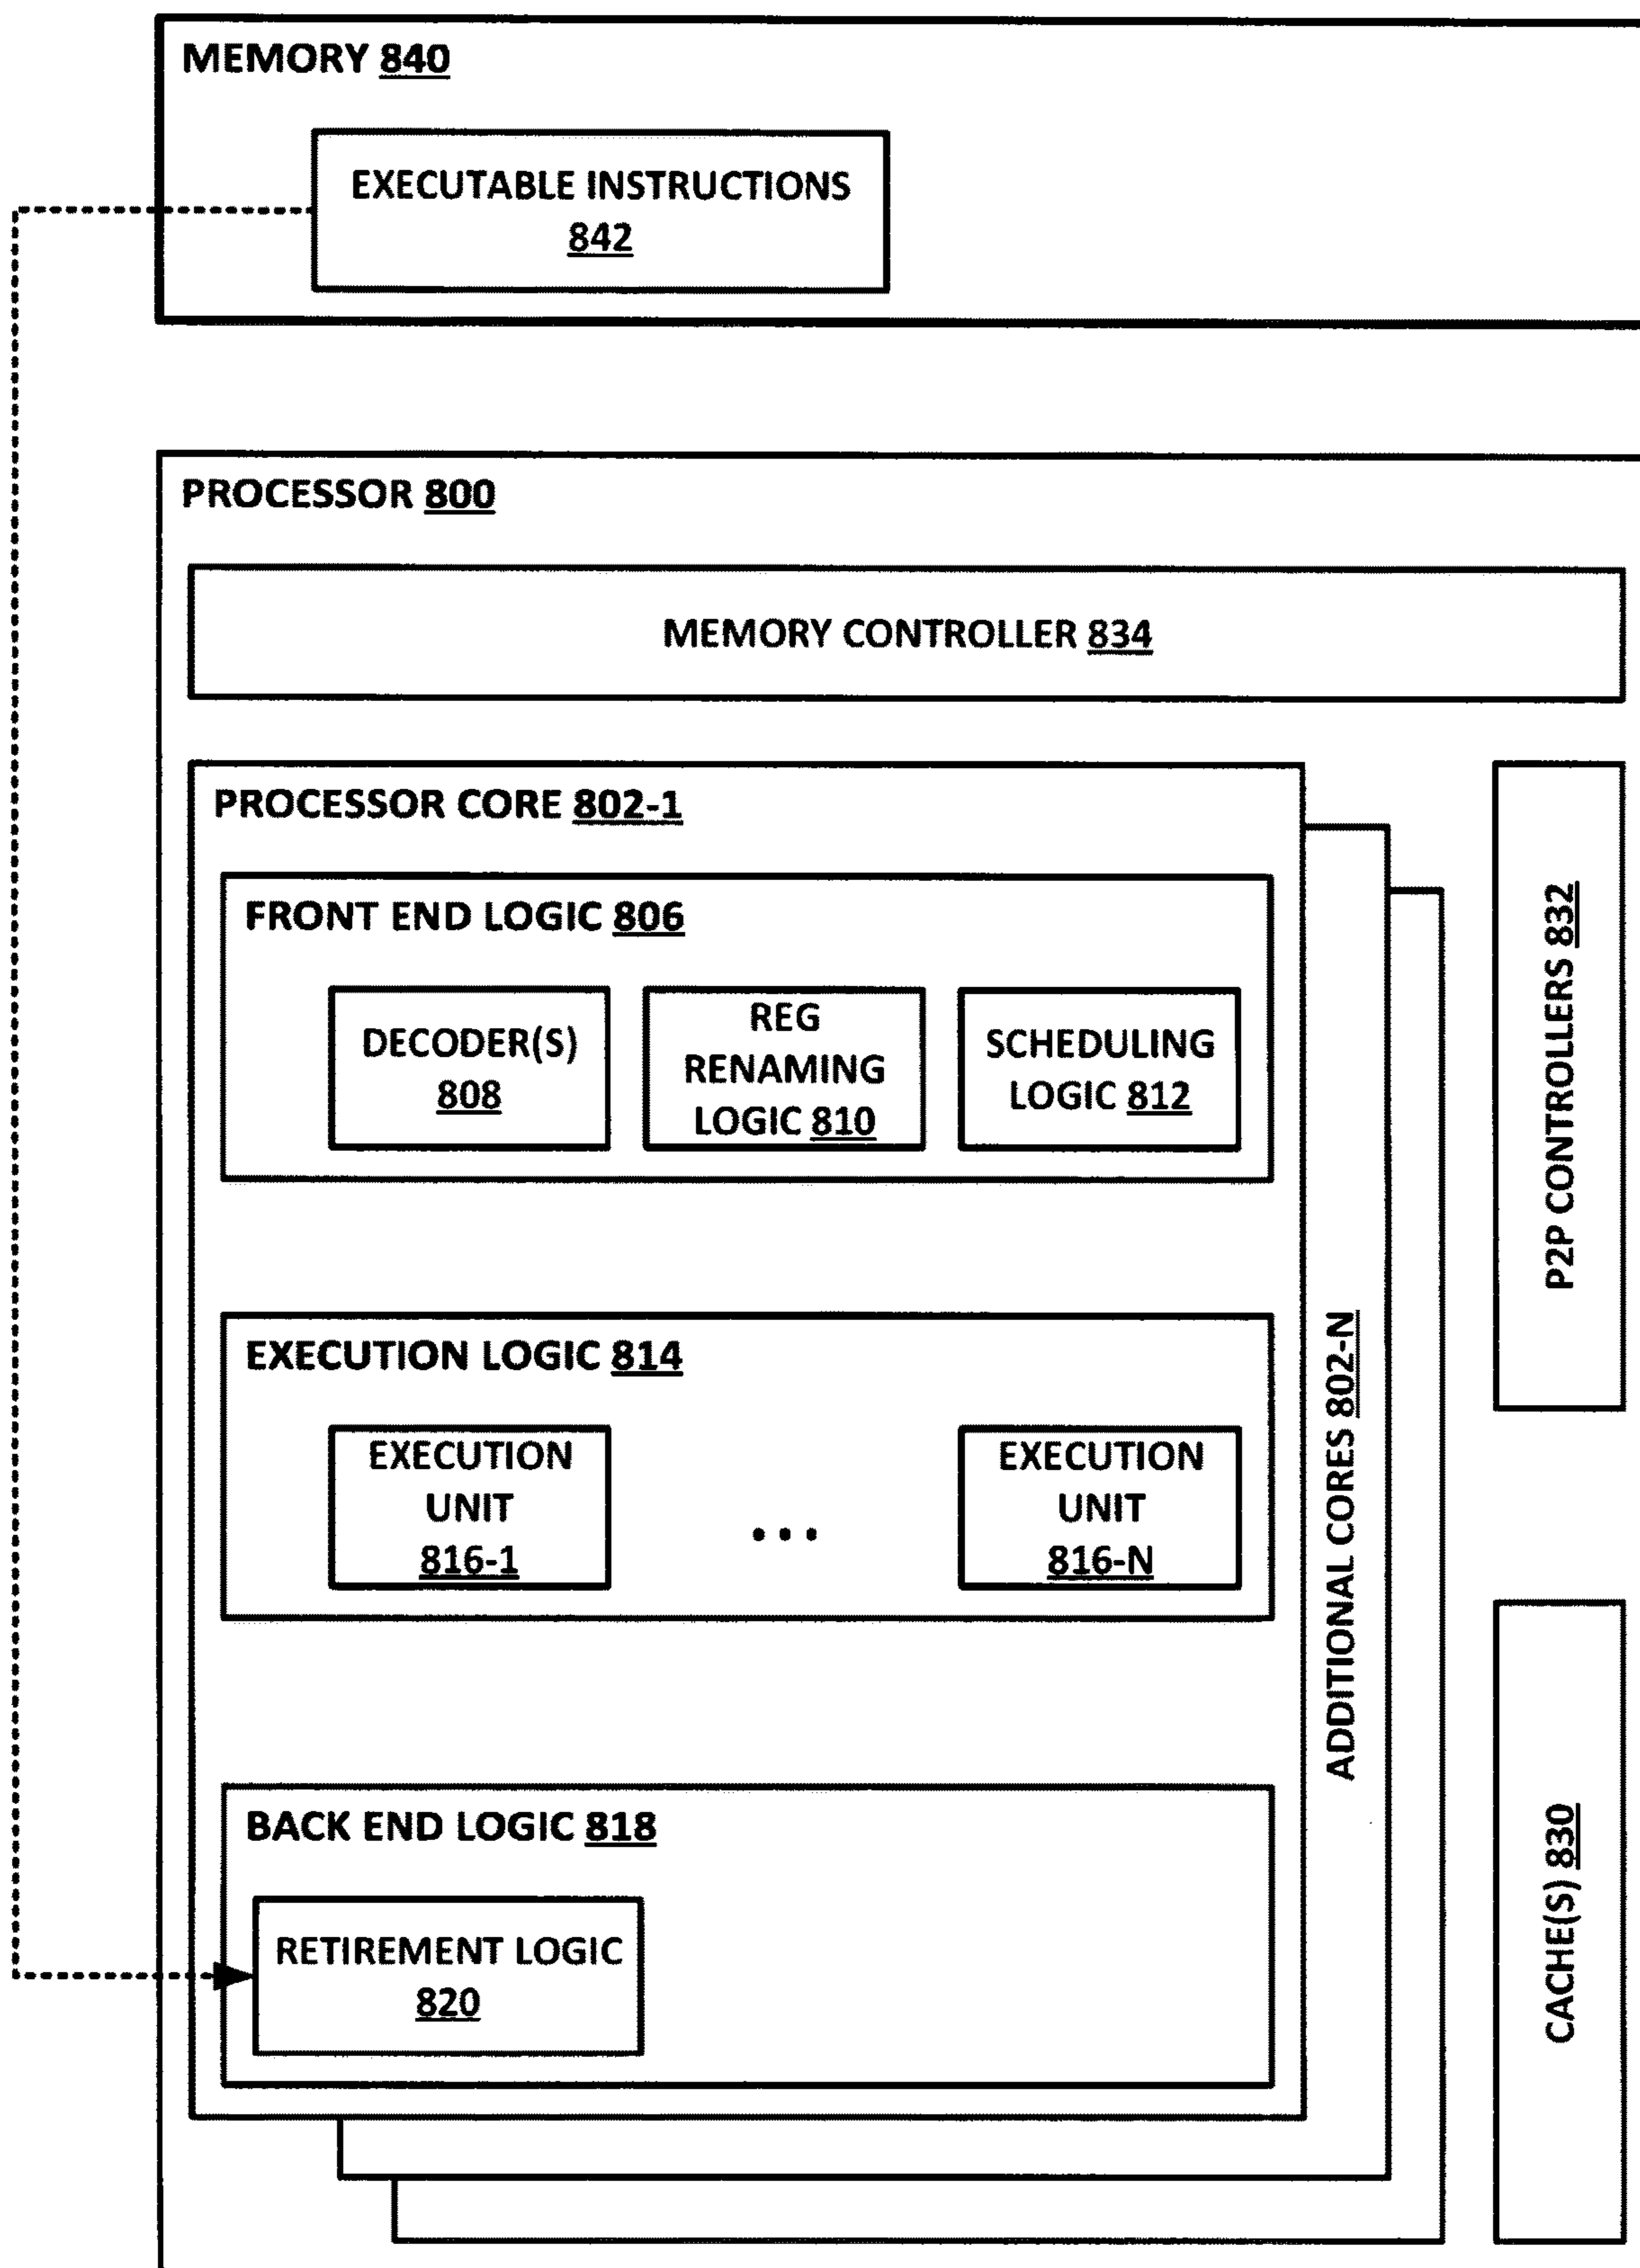 MEMORY 840
EXECUTABLE INSTRUCTIONS
842
PROCESSOR 800
MEMORY CONTROLLER 834
PROCESSOR CORE 802-1
FRONT END LOGIC 806
DECODER(S)
808
REG
RENAMING
LOGIC 810
SCHEDULING
LOGIC 812
EXECUTION LOGIC 814
EXECUTION
UNIT
816-1
...
EXECUTION
UNIT
816-N
BACK END LOGIC 818
RETIREMENT LOGIC
820
ADDITIONAL CORES 802-N
P2P CONTROLLERS 832
CACHE(S) 830